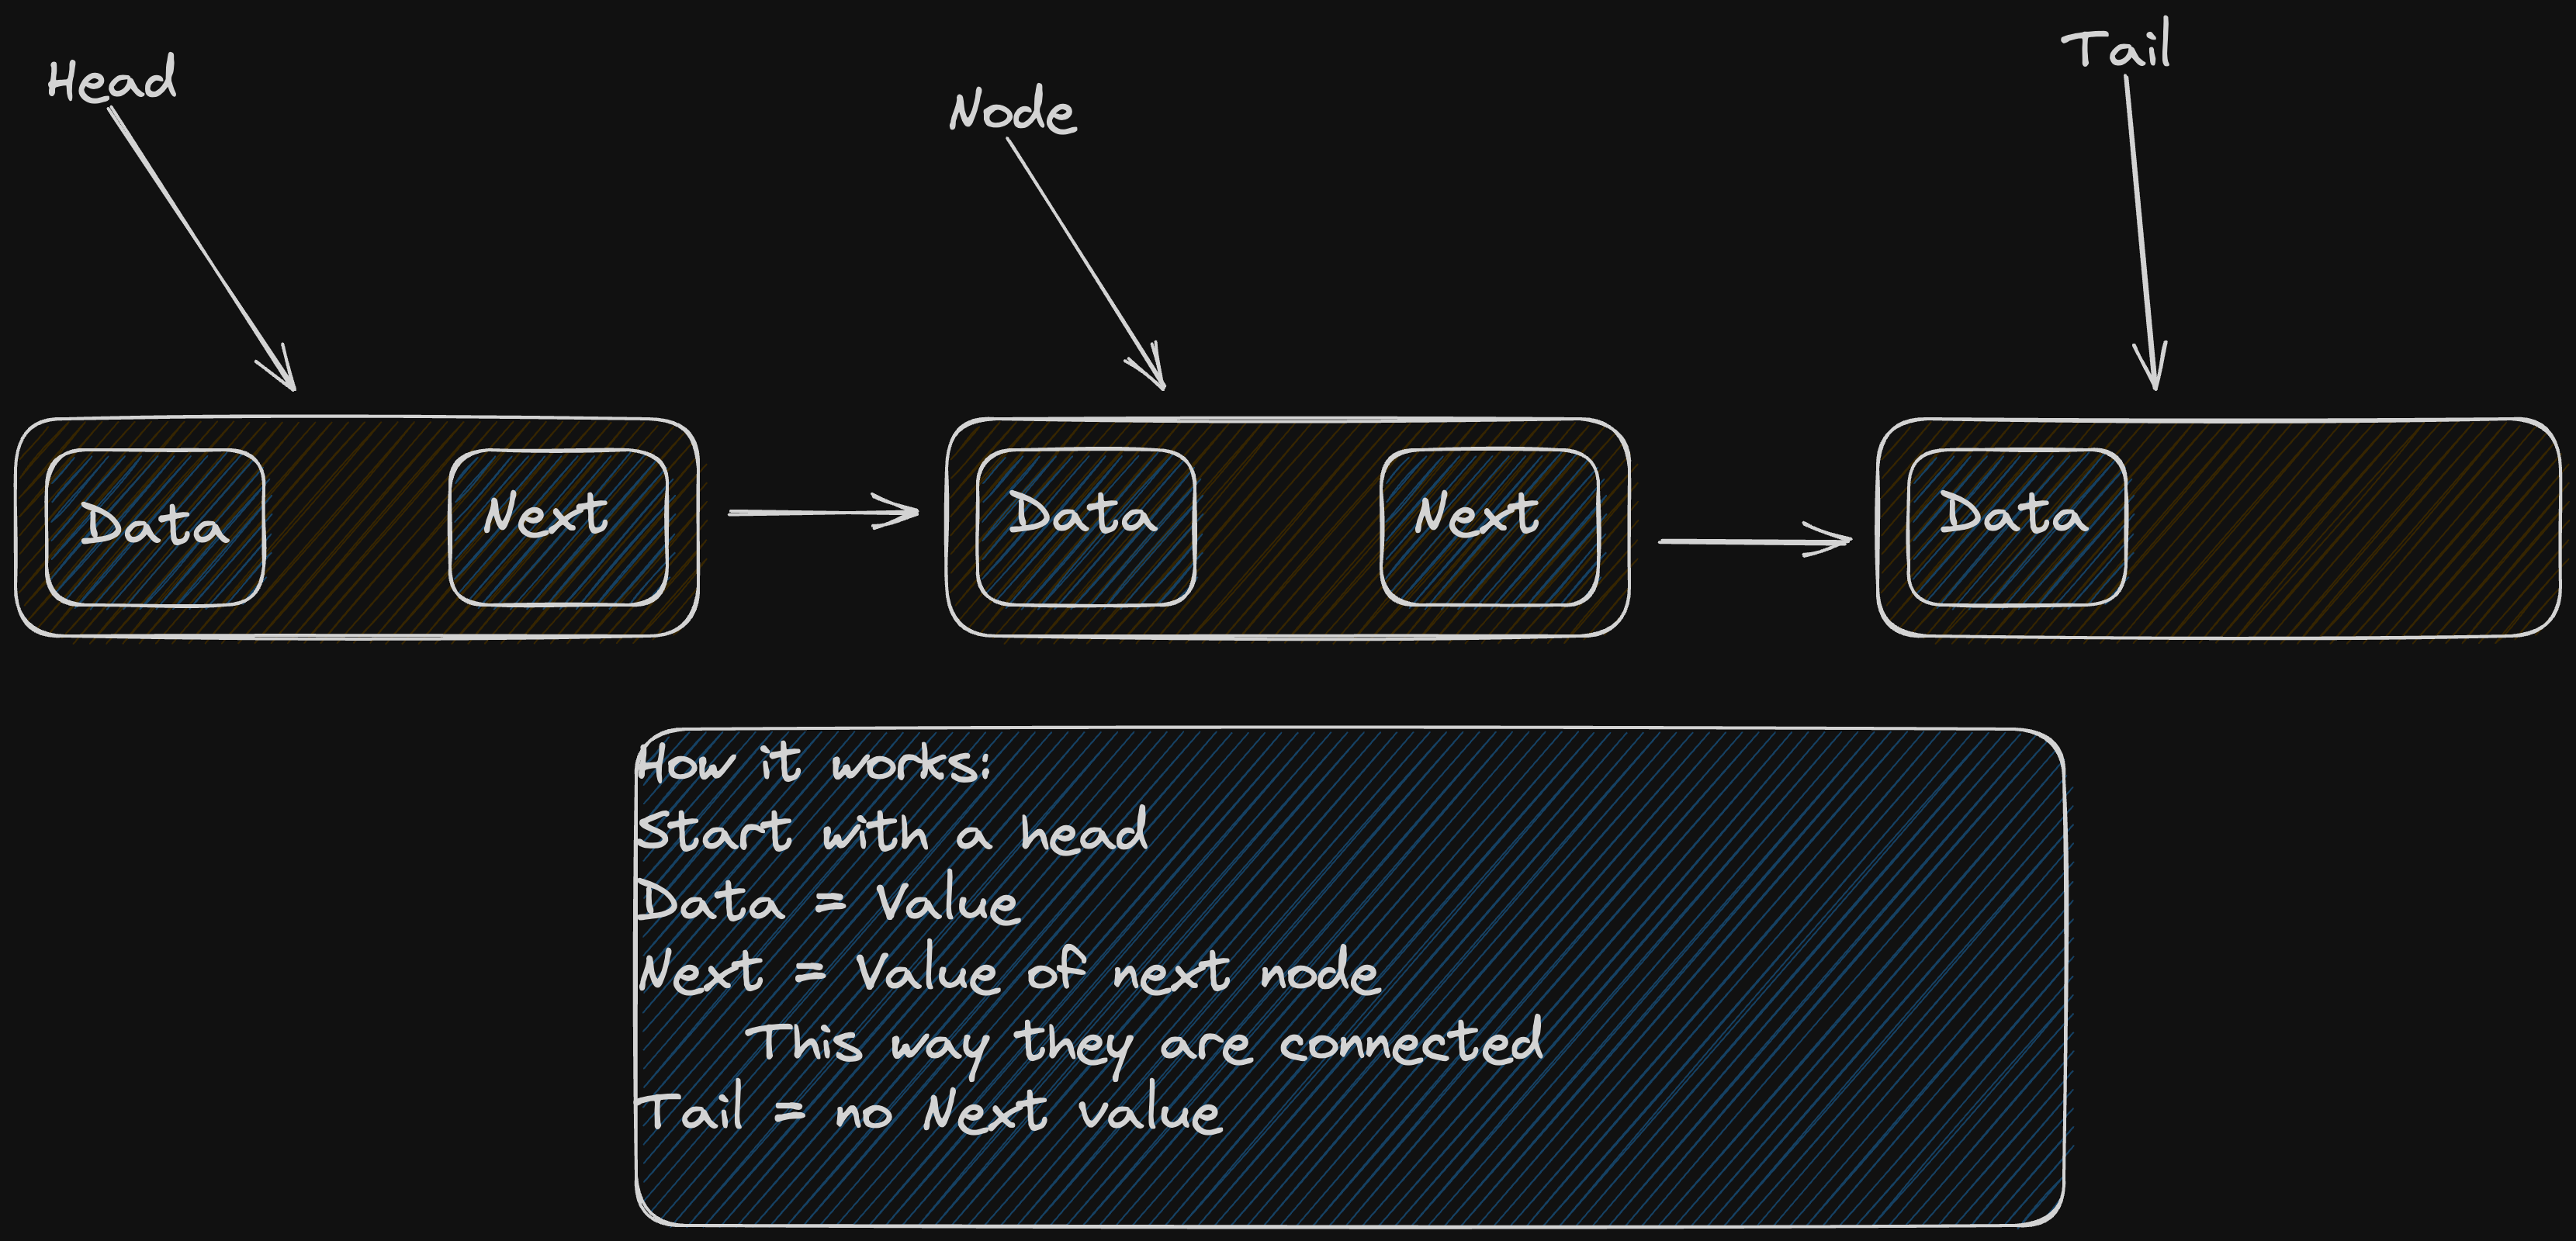 Head
Node
Tail
Data
Next
Data
Next
Data
How it works:
Start with a head
Data = Value
Next = Value of next node
This way they are connected
Tail = no Next value